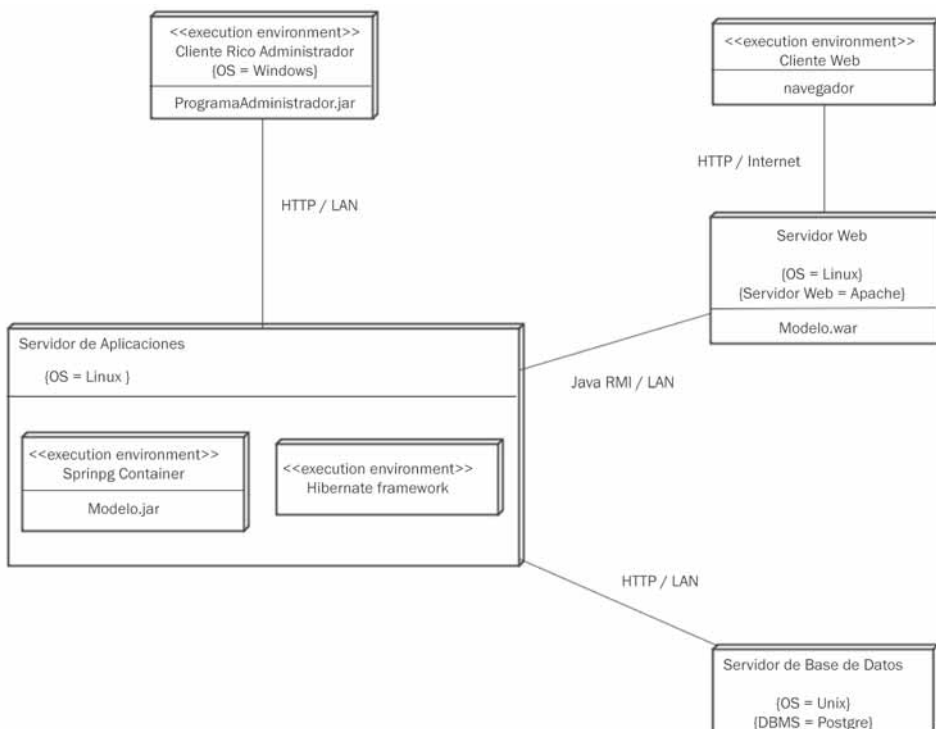 <<execution environment>>
Cliente Rico Administrador
{OS = Windows}
ProgramaAdministrador.jar
<<execution environment>>
Cliente Web
navegador
HTTP / Internet
HTTP / LAN
Servidor Web
{OS = Linux}
{Servidor Web = Apache}
Modelo.war
Servidor de Aplicaciones
{OS = Linux }
Java RMI / LAN
<<execution environment>>
Sprinpg Container
Modelo.jar
<<execution environment>>
Hibernate framework
HTTP / LAN
Servidor de Base de Datos
{OS = Unix}
{DBMS = Postgre}